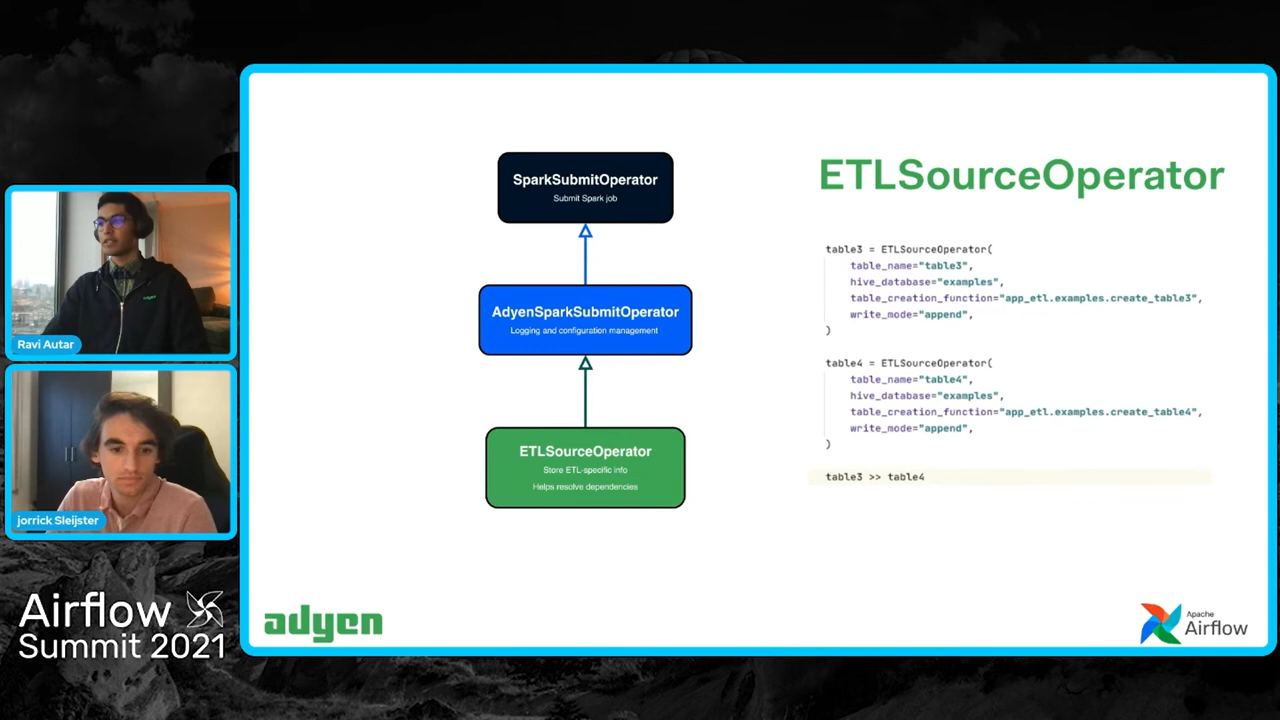 Ravi Autar
jorrick Sleijster
Airflow
Summit 2021
SparkSubmitOperator
Submit Spark job
AdyenSparkSubmitOperator
Logging and configuration management
ETLSourceOperator
Store ETL-specific info
Helps resolve dependencies
ETLSourceOperator
table3 = ETLSourceOperator(
    table_name="table3",
    hive_database="examples",
    table_creation_function="app_etl.examples.create_table3",
    write_mode="append",
)
table4 = ETLSourceOperator(
    table_name="table4",
    hive_database="examples",
    table_creation_function="app_etl.examples.create_table4",
    write_mode="append",
)
table3 >> table4
adyen
Apache
Airflow